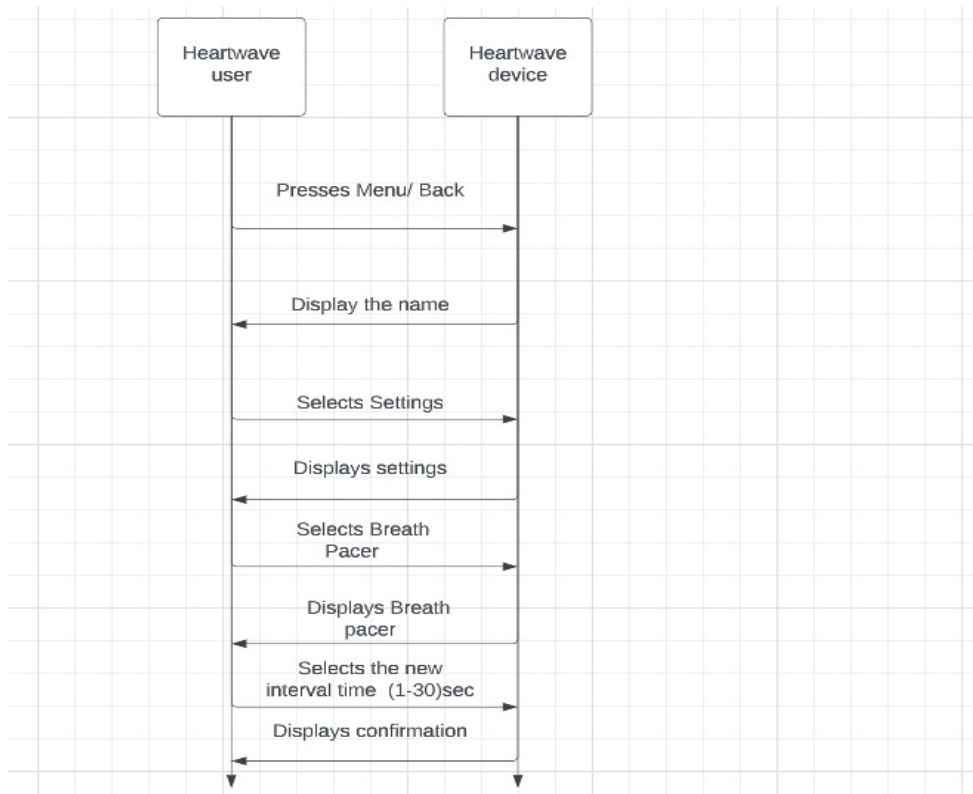 Heartwave
user
Heartwave
device
Presses Menu/ Back
Display the name
Selects Settings
Displays settings
Selects Breath
Pacer
Displays Breath
pacer
Selects the new
interval time (1-30)sec
Displays confirmation